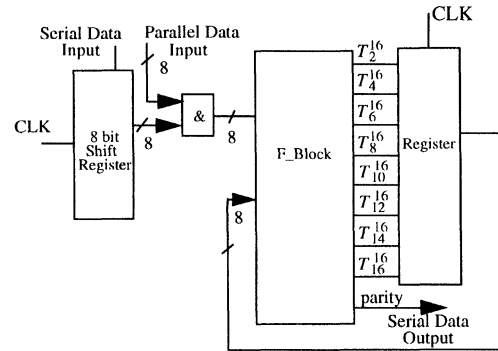 Serial Data
Input
Parallel Data
Input
CLK
8
CLK
8 bit
Shift
Register
8
&
8
F_Block
T_2^16
T_4^16
T_6^16
T_8^16
T_10^16
T_12^16
T_14^16
T_16^16
Register
8
parity
Serial Data
Output